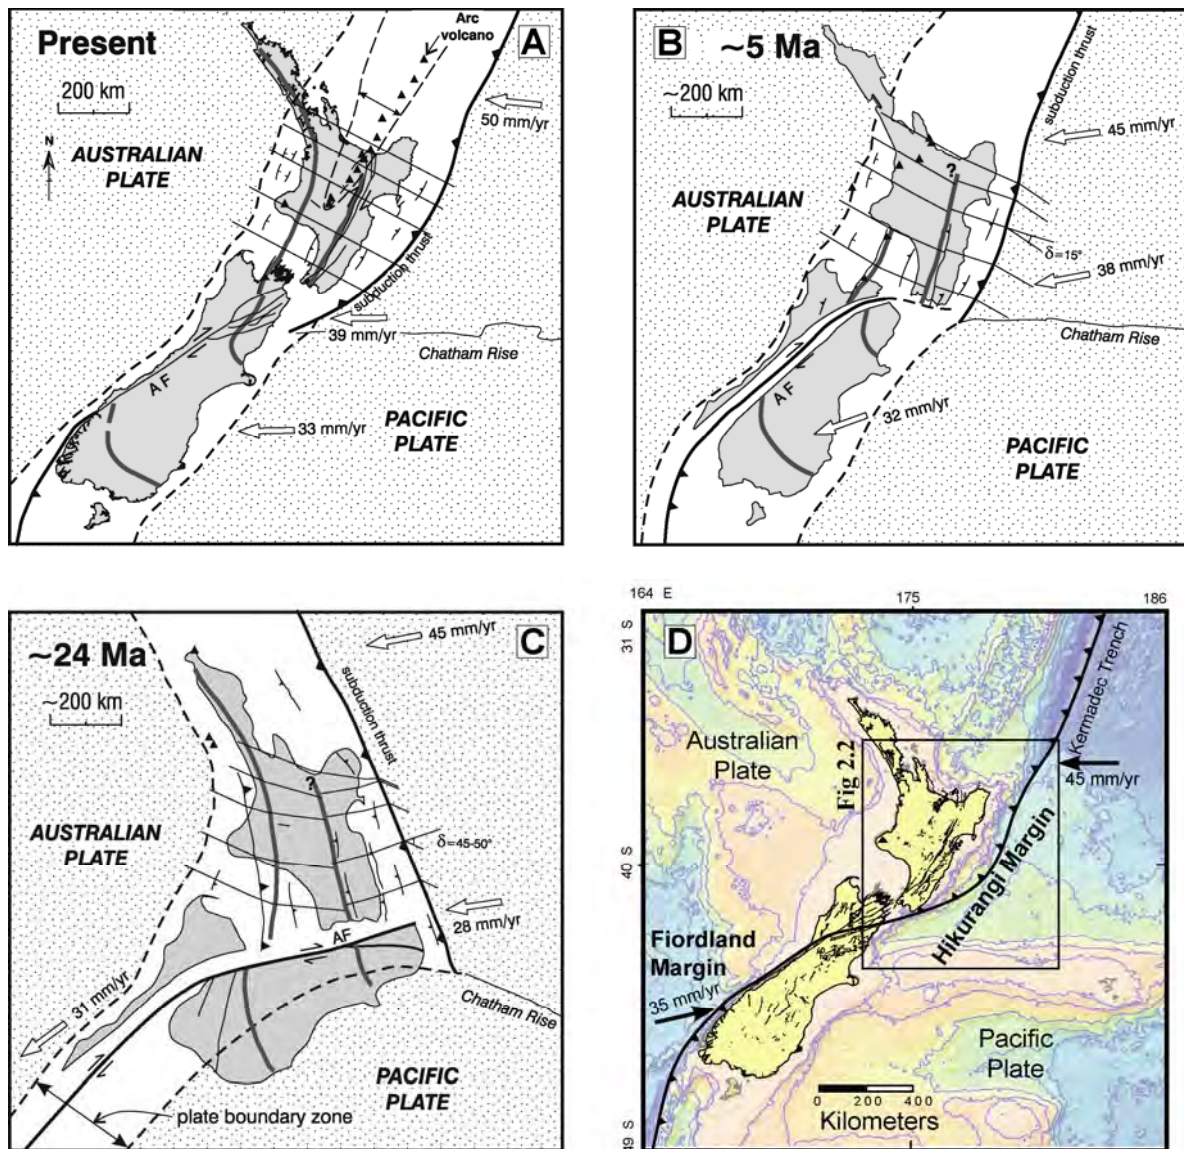 Present
A
Arc
volcano
200 km
N
AUSTRALIAN
PLATE
50 mm/yr
subduction thrust
39 mm/yr
Chatham Rise
A F
33 mm/yr
PACIFIC
PLATE
B
~5 Ma
~200 km
subduction thrust
45 mm/yr
AUSTRALIAN
PLATE
?
δ=15°
38 mm/yr
Chatham Rise
A F
32 mm/yr
PACIFIC
PLATE
~24 Ma
C
~200 km
45 mm/yr
subduction thrust
?
AUSTRALIAN
PLATE
δ=45-50°
28 mm/yr
AF
31 mm/yr
Chatham Rise
PACIFIC
PLATE
plate boundary zone
164 E
175
186
31 S
D
Kermadec Trench
Australian
Plate
Fig 2.2
45 mm/yr
40
Hikurangi Margin
Fiordland
Margin
35 mm/yr
Pacific
Plate
0 200 400
Kilometers
49 S